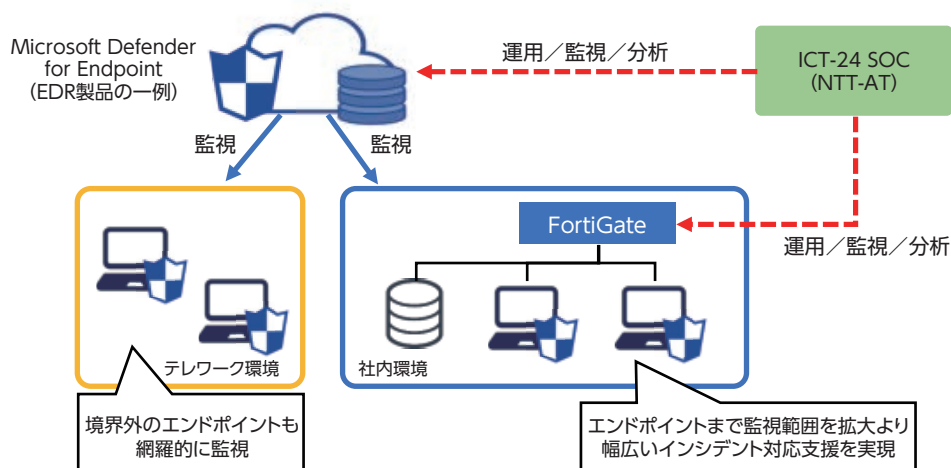 Microsoft Defender
for Endpoint
(EDR製品の一例)
運用／監視／分析
ICT-24 SOC
(NTT-AT)
監視
監視
FortiGate
運用／監視／分析
テレワーク環境
社内環境
境界外のエンドポイントも
網羅的に監視
エンドポイントまで監視範囲を拡大より
幅広いインシデント対応支援を実現